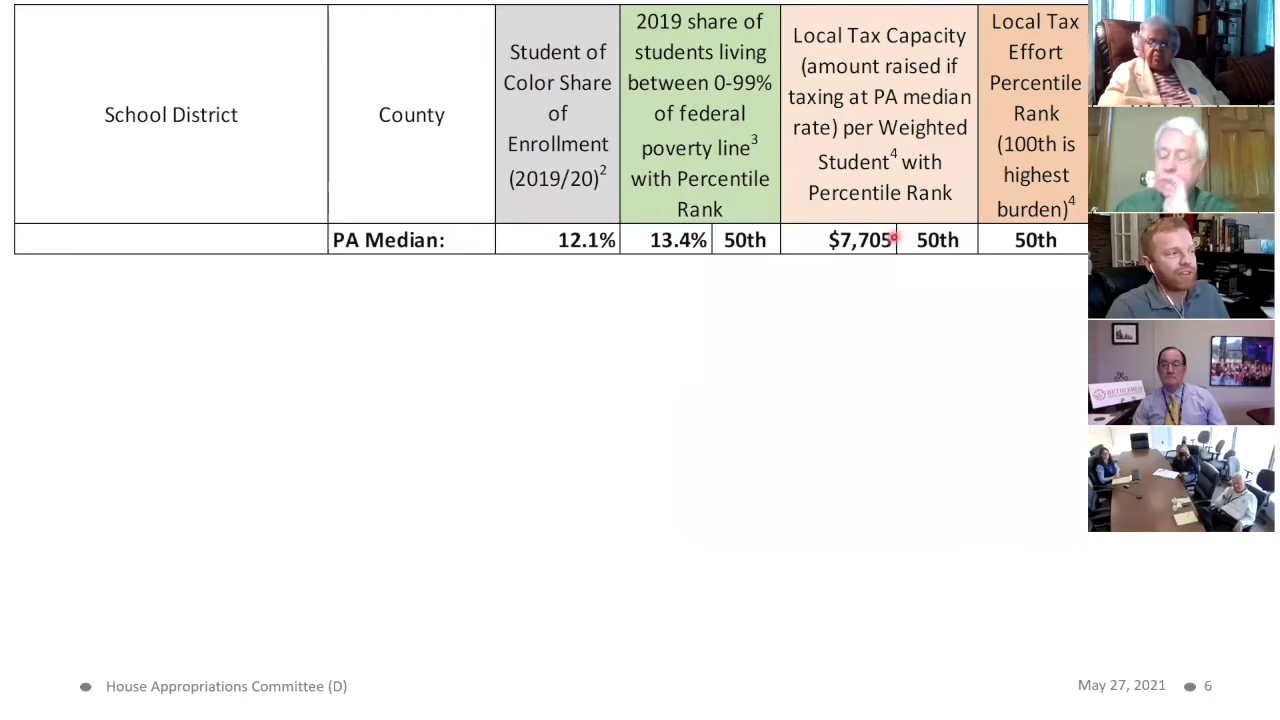 School District
County
Student of
Color Share
of
Enrollment
(2019/20)2
2019 share of
students living
between 0-99%
of federal
poverty line3
with Percentile
Rank
Local Tax Capacity
(amount raised if
taxing at PA median
rate) per Weighted
Student4 with
Percentile Rank
Local Tax
Effort
Percentile
Rank
(100th is
highest
burden)4
PA Median: 12.1% 13.4% 50th $7,705 50th 50th
BETHLEHEM
House Appropriations Committee (D)
May 27, 2021 6